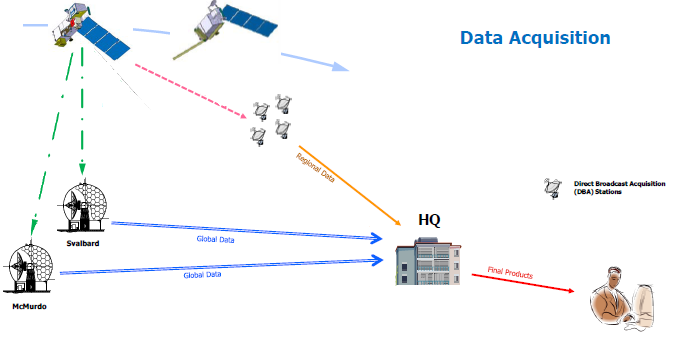 Data Acquisition
Regional Data
Direct Broadcast Acquisition
(DBA) Stations
HQ
Svalbard
Global Data
Global Data
Final Products
McMurdo